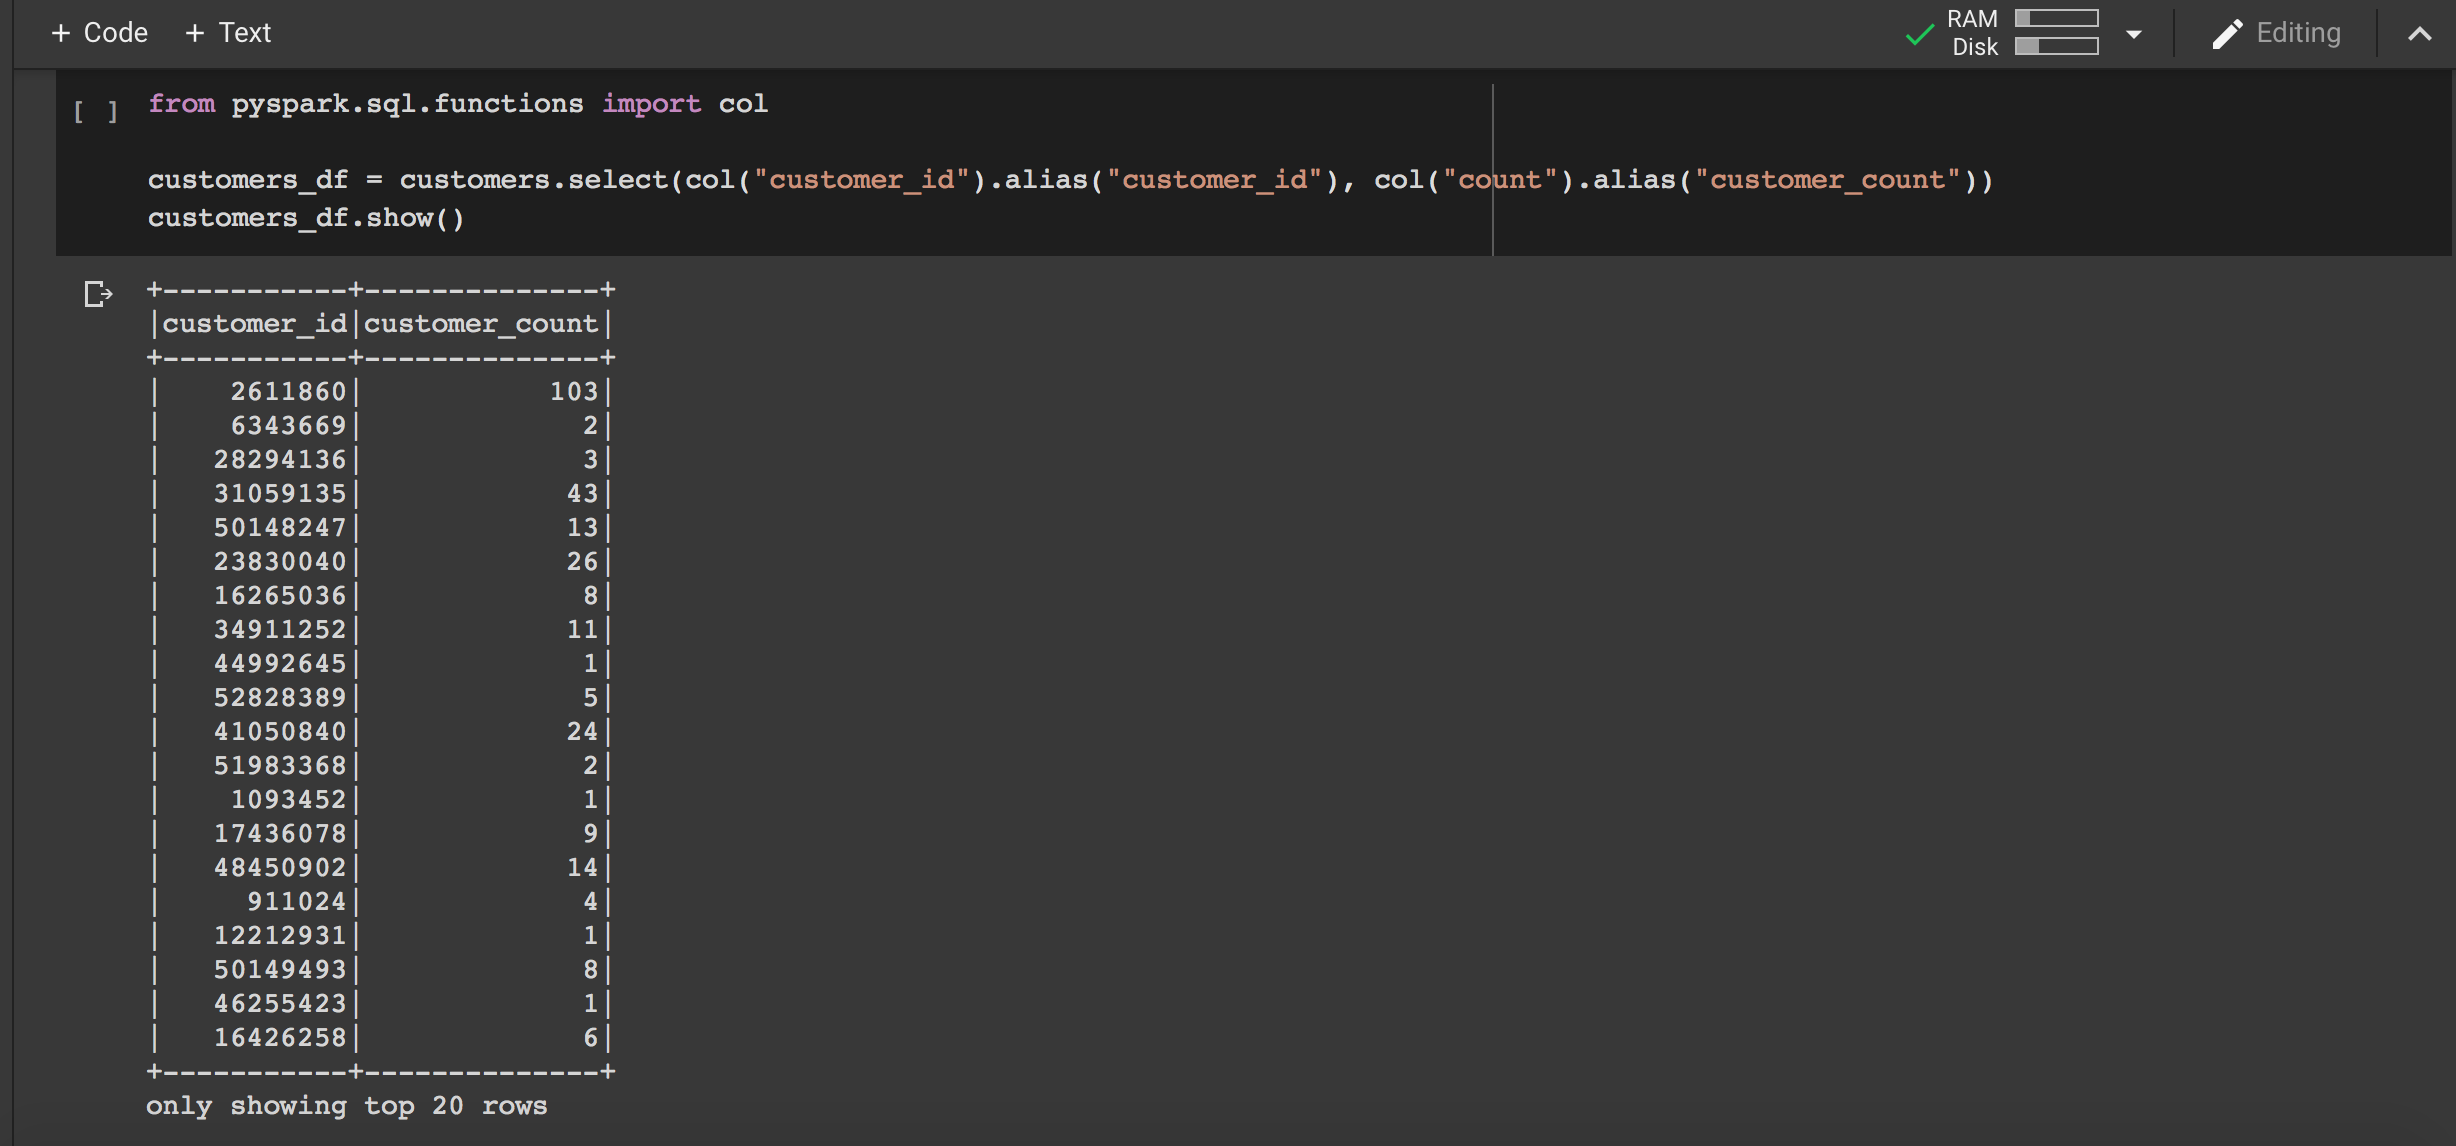 + Code + Text RAM Disk Editing
[ ] from pyspark.sql.functions import col
customers_df = customers.select(col("customer_id").alias("customer_id"), col("count").alias("customer_count"))
customers_df.show()
+-----------+--------------+
|customer_id|customer_count|
+-----------+--------------+
|    2611860|           103|
|    6343669|             2|
|   28294136|             3|
|   31059135|            43|
|   50148247|            13|
|   23830040|            26|
|   16265036|             8|
|   34911252|            11|
|   44992645|             1|
|   52828389|             5|
|   41050840|            24|
|   51983368|             2|
|    1093452|             1|
|   17436078|             9|
|   48450902|            14|
|     911024|             4|
|   12212931|             1|
|   50149493|             8|
|   46255423|             1|
|   16426258|             6|
+-----------+--------------+
only showing top 20 rows